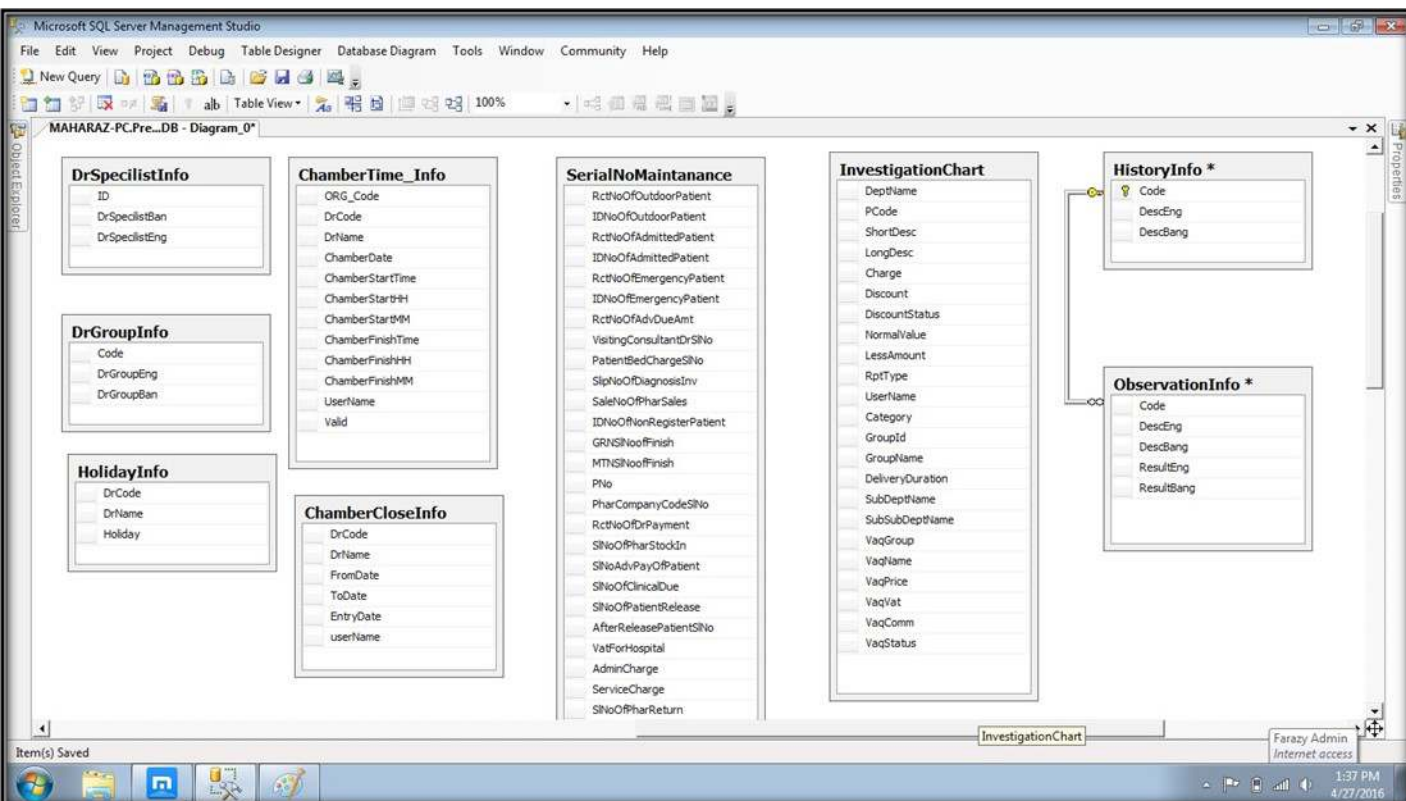 Microsoft SQL Server Management Studio
File Edit View Project Debug Table Designer Database Diagram Tools Window Community Help
New Query
alb Table View 100%
MAHARAZ-PC.Pre...DB - Diagram_0*
Object Explorer
Properties
DrSpecilistInfo
ID
DrSpecilistBan
DrSpecilistEng
DrGroupInfo
Code
DrGroupEng
DrGroupBan
HolidayInfo
DrCode
DrName
Holiday
ChamberTime_Info
ORG_Code
DrCode
DrName
ChamberDate
ChamberStartTime
ChamberStartHH
ChamberStartMM
ChamberFinishTime
ChamberFinishHH
ChamberFinishMM
UserName
Valid
ChamberCloseInfo
DrCode
DrName
FromDate
ToDate
EntryDate
userName
SerialNoMaintanance
RctNoOfOutdoorPatient
IDNoOfOutdoorPatient
RctNoOfAdmittedPatient
IDNoOfAdmittedPatient
RctNoOfEmergencyPatient
IDNoOfEmergencyPatient
RctNoOfAdvDueAmt
VisitingConsultantDrSlNo
PatientBedChargeSlNo
SlipNoOfDiagnosisInv
SaleNoOfPharSales
IDNoOfNonRegisterPatient
GRNSlNoofFinish
MTNSlNoofFinish
PNo
PharCompanyCodeSlNo
RctNoOfDrPayment
SlNoOfPharStockIn
SlNoAdvPayOfPatient
SlNoOfClinicalDue
SlNoOfPatientRelease
AfterReleasePatientSlNo
VatForHospital
AdminCharge
ServiceCharge
SlNoOfPharReturn
InvestigationChart
DeptName
PCode
ShortDesc
LongDesc
Charge
Discount
DiscountStatus
NormalValue
LessAmount
RptType
UserName
Category
GroupId
GroupName
DeliveryDuration
SubDeptName
SubSubDeptName
VaqGroup
VaqName
VaqPrice
VaqVat
VaqComm
VaqStatus
HistoryInfo *
Code
DescEng
DescBang
ObservationInfo *
Code
DescEng
DescBang
ResultEng
ResultBang
InvestigationChart
Farazy Admin
Internet access
Item(s) Saved
1:37 PM
4/27/2016